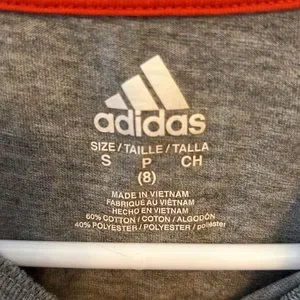 adidas
SIZE / TAILLE / TALLA
S P CH
(8)
MADE IN VIETNAM
FABRIQUÉ AU VIÊTNAM
HECHO EN VIETNAM
60% COTTON / COTON / ALGODÓN
40% POLYESTER / POLYESTER / poliéster